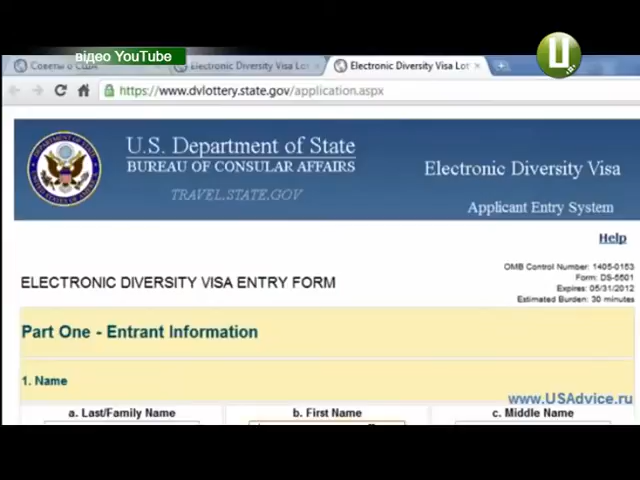 відео YouTube
Советы о США
Electronic Diversity Visa Lo
Electronic Diversity Visa Lot
https://www.dvlottery.state.gov/application.aspx
U.S. Department of State
BUREAU OF CONSULAR AFFAIRS
TRAVEL.STATE.GOV
Electronic Diversity Visa
Applicant Entry System
Help
ELECTRONIC DIVERSITY VISA ENTRY FORM
OMB Control Number: 1405-0153
Form: DS-5501
Expires: 05/31/2012
Estimated Burden: 30 minutes
Part One - Entrant Information
1. Name
www.USAdvice.ru
a. Last/Family Name
b. First Name
c. Middle Name